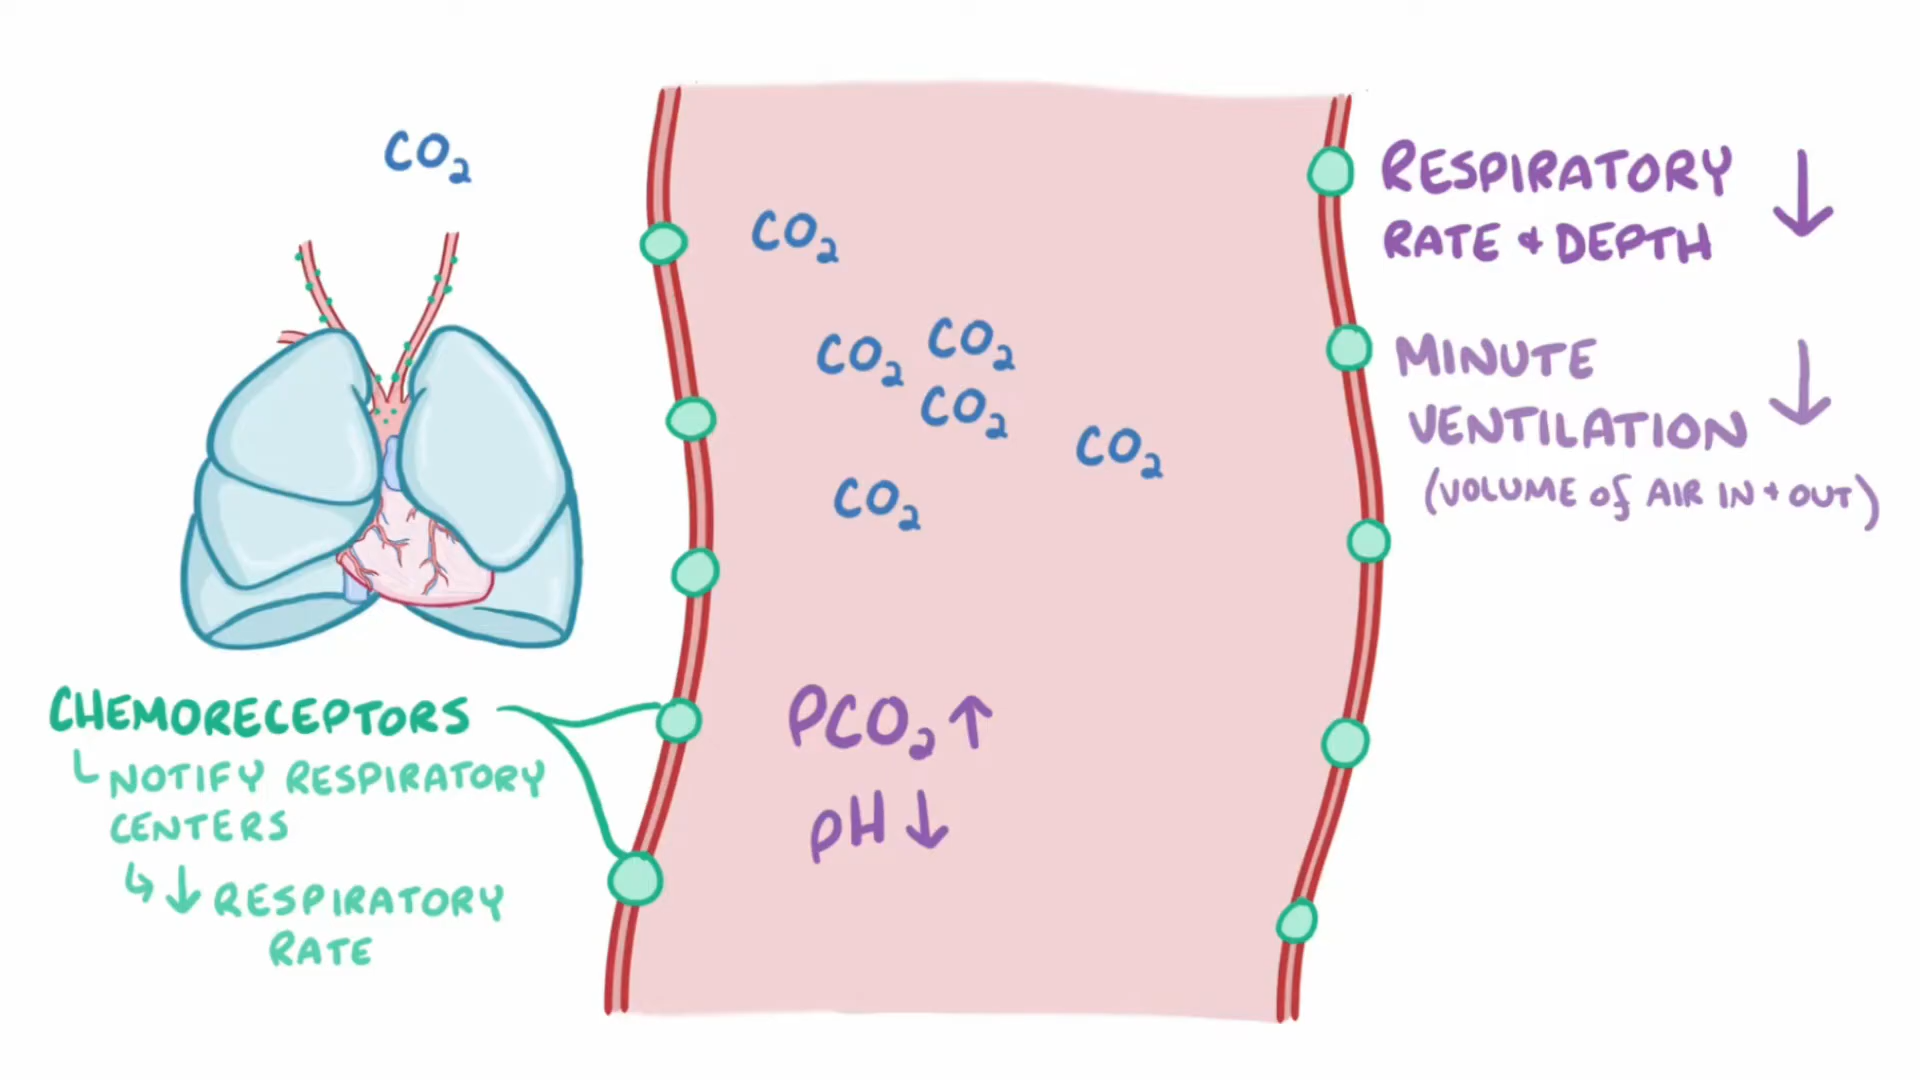 CO₂
CO₂
CO₂
CO₂
CO₂
CO₂
CO₂
RESPIRATORY ↓
RATE + DEPTH
MINUTE ↓
VENTILATION
(VOLUME of AIR IN + OUT)
CHEMORECEPTORS
↳ NOTIFY RESPIRATORY
CENTERS
↳ ↓ RESPIRATORY
RATE
PCO₂ ↑
pH ↓